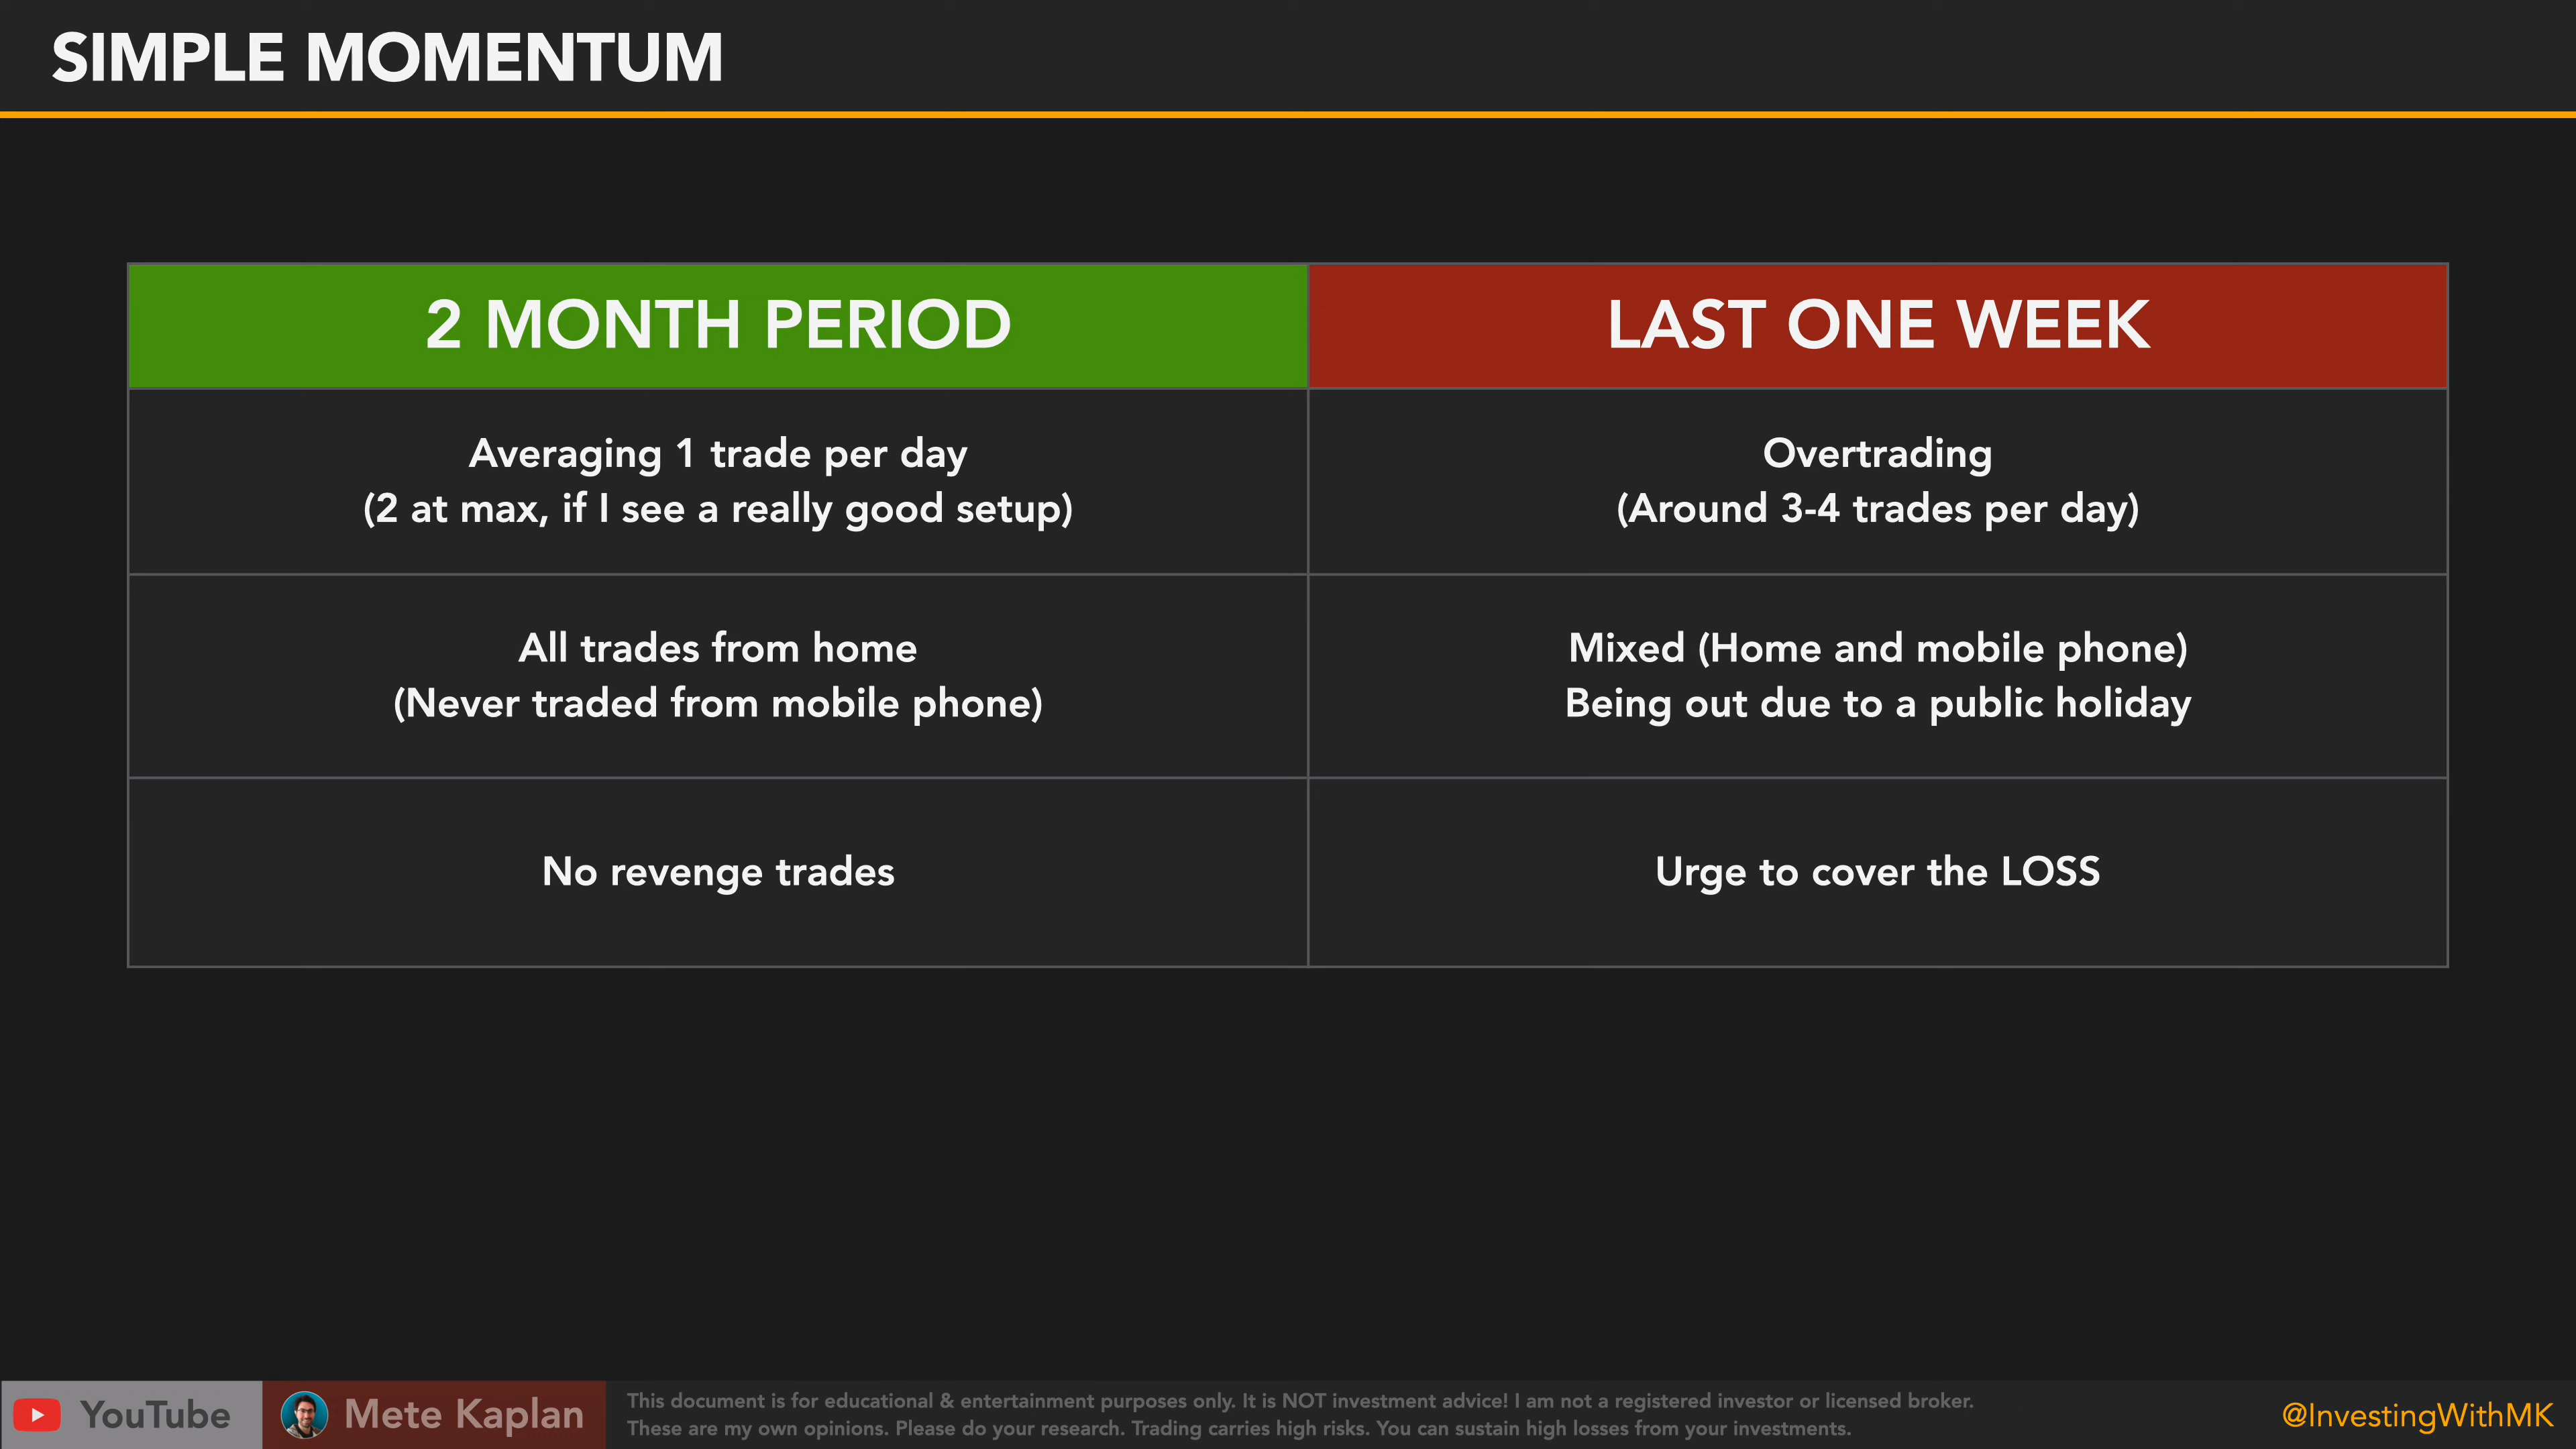 SIMPLE MOMENTUM
2 MONTH PERIOD
LAST ONE WEEK
Averaging 1 trade per day
(2 at max, if I see a really good setup)
Overtrading
(Around 3-4 trades per day)
All trades from home
(Never traded from mobile phone)
Mixed (Home and mobile phone)
Being out due to a public holiday
No revenge trades
Urge to cover the LOSS
YouTube
Mete Kaplan
This document is for educational & entertainment purposes only. It is NOT investment advice! I am not a registered investor or licensed broker.
These are my own opinions. Please do your research. Trading carries high risks. You can sustain high losses from your investments.
@InvestingWithMK